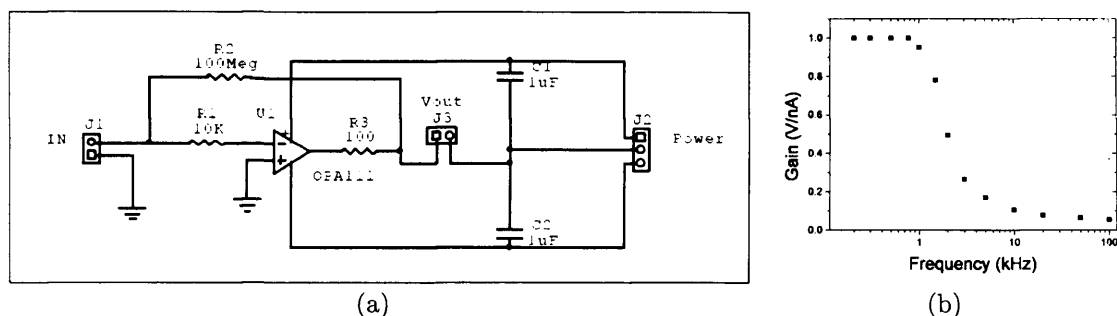 R2
100Meg
C1
1uF
Vout
J3
R1
10K
U1
R3
100
J2
IN
J1
Power
OPA111
C2
1uF
(a)
1.0
0.8
0.6
0.4
0.2
0.0
Gain (V/nA)
1
10
100
Frequency (kHz)
(b)